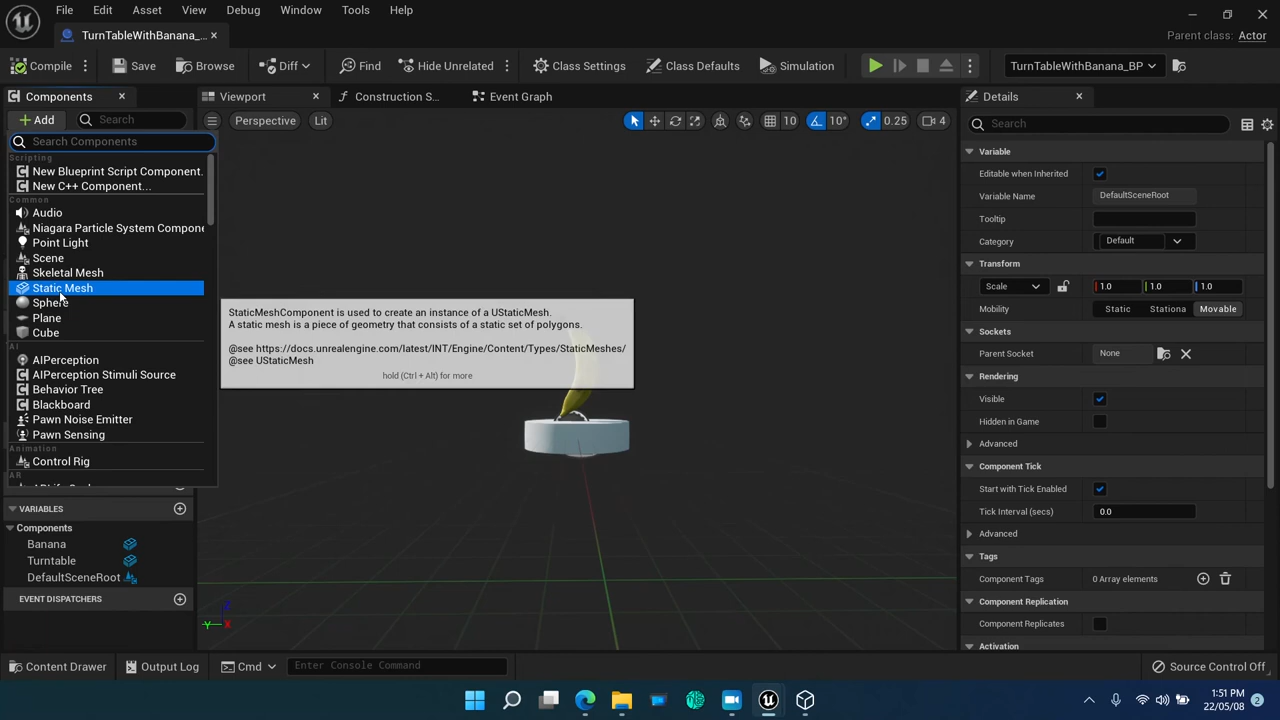 File Edit Asset View Debug Window Tools Help
TurnTableWithBanana_...
Parent class: Actor
Compile Save Browse Diff Find Hide Unrelated Class Settings Class Defaults Simulation TurnTableWithBanana_BP
Components Viewport Construction S... Event Graph Details
Add Search Perspective Lit 10 10° 0.25 4 Search
Search Components
Scripting
New Blueprint Script Component.
New C++ Component...
Common
Audio
Niagara Particle System Compone
Point Light
Scene
Skeletal Mesh
Static Mesh
Sphere
Plane
Cube
AI
AIPerception
AIPerception Stimuli Source
Behavior Tree
Blackboard
Pawn Noise Emitter
Pawn Sensing
Animation
Control Rig
AR
StaticMeshComponent is used to create an instance of a UStaticMesh.
A static mesh is a piece of geometry that consists of a static set of polygons.
@see https://docs.unrealengine.com/latest/INT/Engine/Content/Types/StaticMeshes/
@see UStaticMesh
hold (Ctrl + Alt) for more
VARIABLES
Components
Banana
Turntable
DefaultSceneRoot
EVENT DISPATCHERS
Z
Y
X
Variable
Editable when Inherited
Variable Name DefaultSceneRoot
Tooltip
Category Default
Transform
Scale 1.0 1.0 1.0
Mobility Static Stationa Movable
Sockets
Parent Socket None
Rendering
Visible
Hidden in Game
Advanced
Component Tick
Start with Tick Enabled
Tick Interval (secs) 0.0
Advanced
Tags
Component Tags 0 Array elements
Component Replication
Component Replicates
Activation
Content Drawer Output Log Cmd Enter Console Command Source Control Off
1:51 PM
22/05/08 2